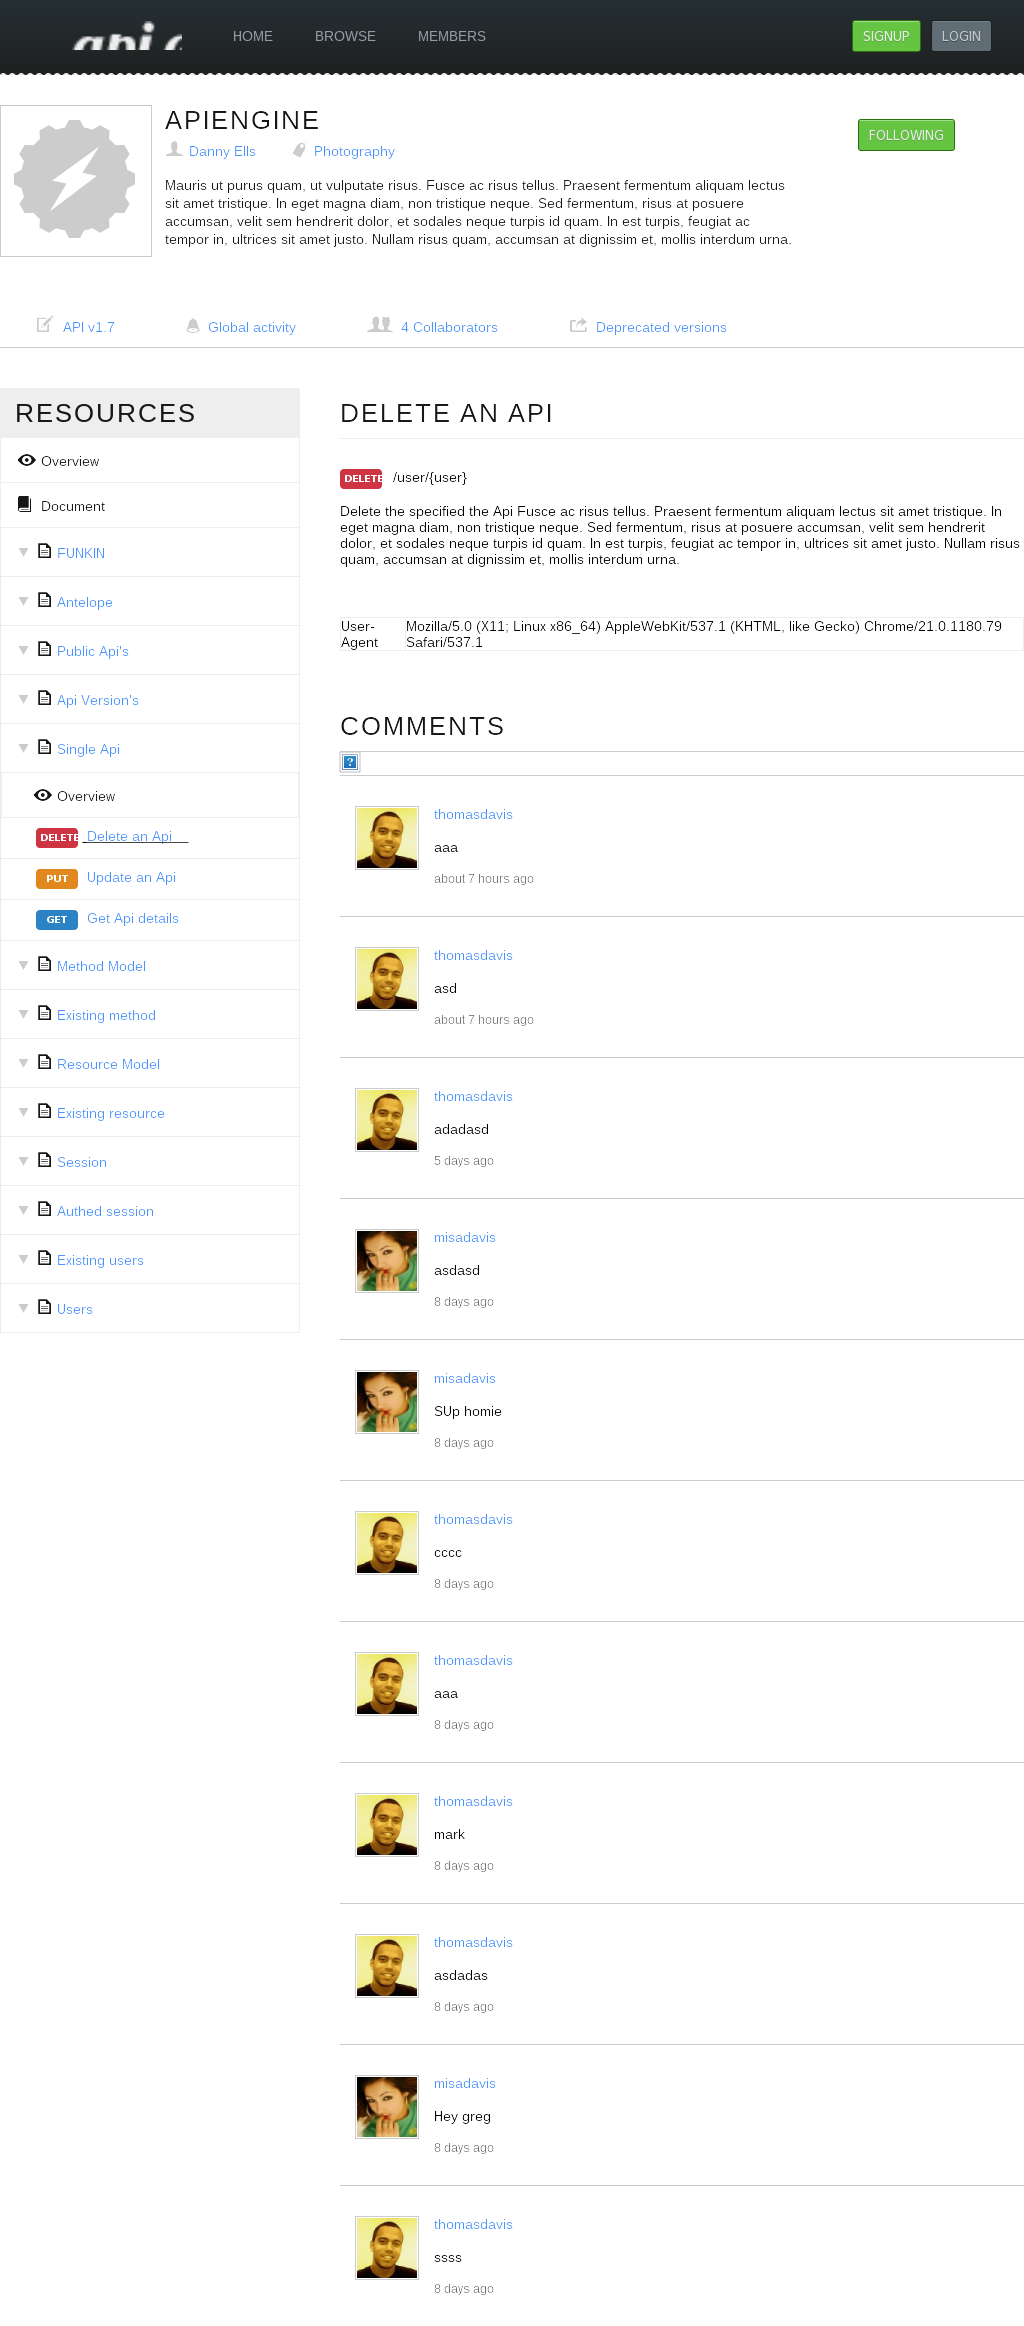 HOME BROWSE MEMBERS SIGNUP LOGIN
APIENGINE
FOLLOWING
Danny Ells Photography
Mauris ut purus quam, ut vulputate risus. Fusce ac risus tellus. Praesent fermentum aliquam lectus
sit amet tristique. In eget magna diam, non tristique neque. Sed fermentum, risus at posuere
accumsan, velit sem hendrerit dolor, et sodales neque turpis id quam. In est turpis, feugiat ac
tempor in, ultrices sit amet justo. Nullam risus quam, accumsan at dignissim et, mollis interdum urna.
API v1.7 Global activity 4 Collaborators Deprecated versions
RESOURCES
Overview
Document
FUNKIN
Antelope
Public Api's
Api Version's
Single Api
Overview
DELETE Delete an Api
PUT Update an Api
GET Get Api details
Method Model
Existing method
Resource Model
Existing resource
Session
Authed session
Existing users
Users
DELETE AN API
DELETE /user/{user}
Delete the specified the Api Fusce ac risus tellus. Praesent fermentum aliquam lectus sit amet tristique. In
eget magna diam, non tristique neque. Sed fermentum, risus at posuere accumsan, velit sem hendrerit
dolor, et sodales neque turpis id quam. In est turpis, feugiat ac tempor in, ultrices sit amet justo. Nullam risus
quam, accumsan at dignissim et, mollis interdum urna.
User- Mozilla/5.0 (X11; Linux x86_64) AppleWebKit/537.1 (KHTML, like Gecko) Chrome/21.0.1180.79
Agent Safari/537.1
COMMENTS
?
thomasdavis
aaa
about 7 hours ago
thomasdavis
asd
about 7 hours ago
thomasdavis
adadasd
5 days ago
misadavis
asdasd
8 days ago
misadavis
SUp homie
8 days ago
thomasdavis
cccc
8 days ago
thomasdavis
aaa
8 days ago
thomasdavis
mark
8 days ago
thomasdavis
asdadas
8 days ago
misadavis
Hey greg
8 days ago
thomasdavis
ssss
8 days ago